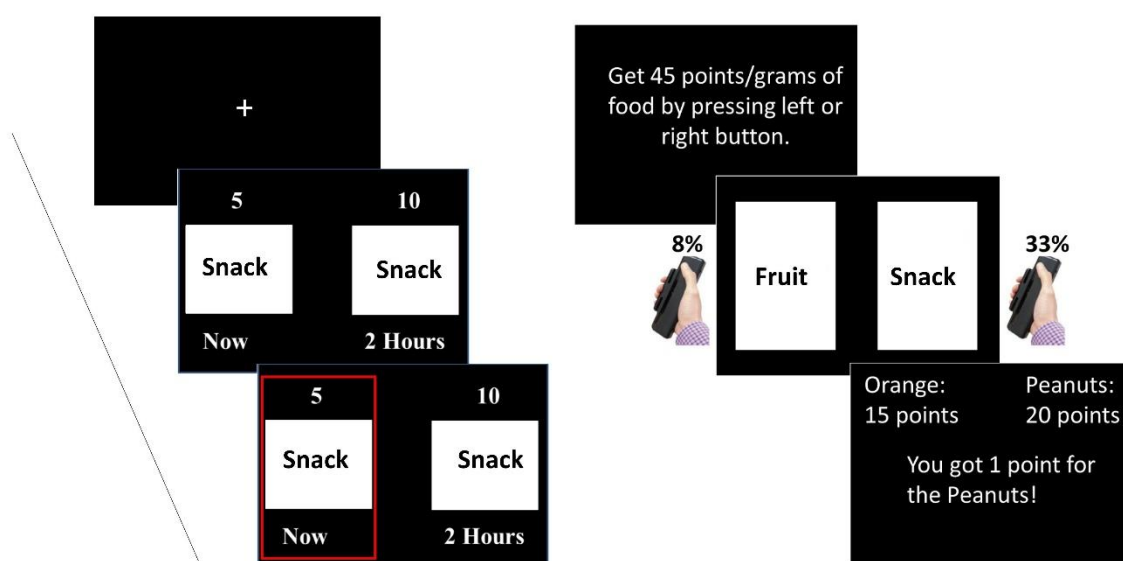 +
5 10
Snack Snack
Now 2 Hours
5 10
Snack Snack
Now 2 Hours
Get 45 points/grams of
food by pressing left or
right button.
8% 33%
Fruit Snack
Orange: Peanuts:
15 points 20 points
You got 1 point for
the Peanuts!